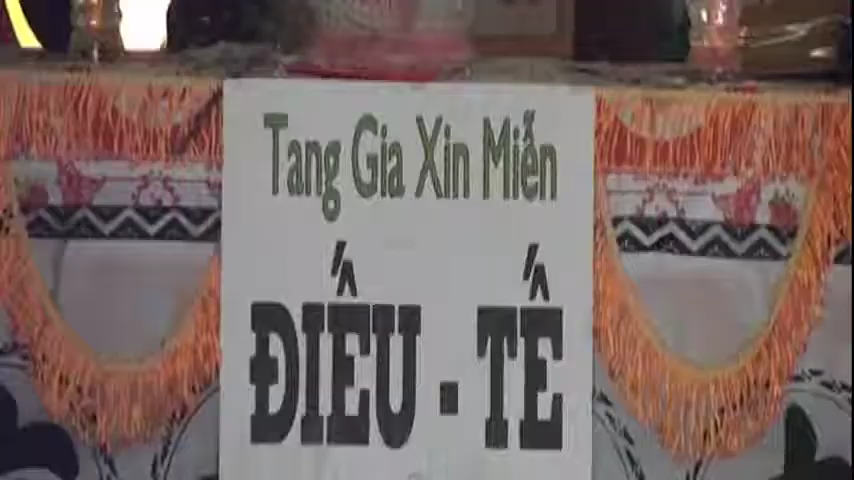 Tang Gia Xin Miễn
ĐIẾU - TẾ